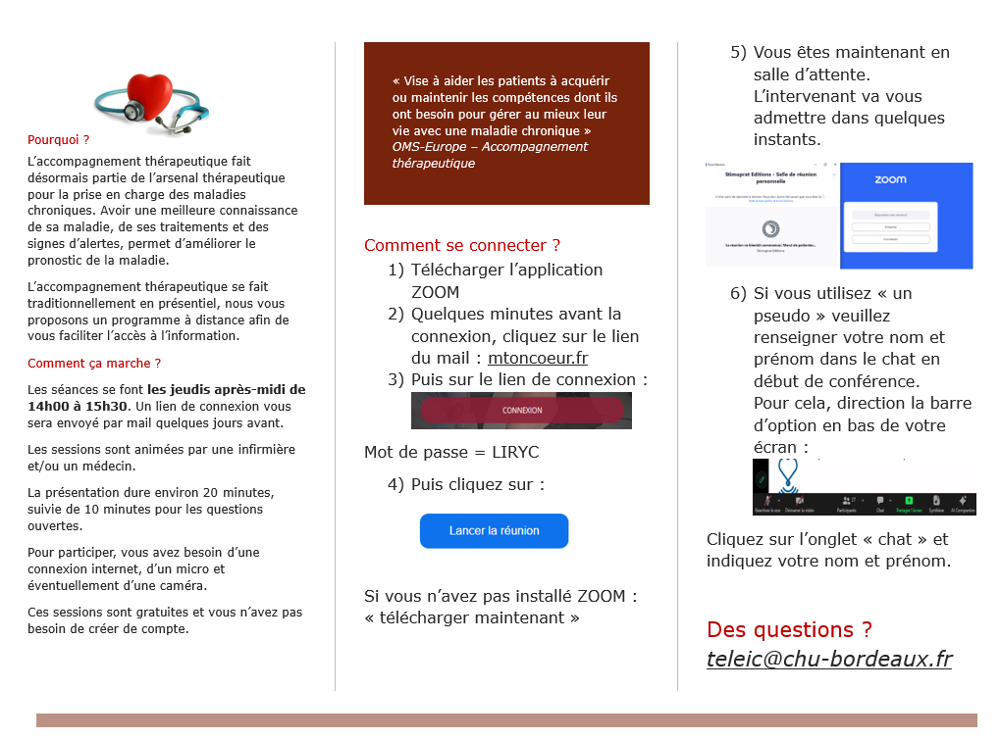 Pourquoi ?
L’accompagnement thérapeutique fait
désormais partie de l’arsenal thérapeutique
pour la prise en charge des maladies
chroniques. Avoir une meilleure connaissance
de sa maladie, de ses traitements et des
signes d’alertes, permet d’améliorer le
pronostic de la maladie.
L’accompagnement thérapeutique se fait
traditionnellement en présentiel, nous vous
proposons un programme à distance afin de
vous faciliter l’accès à l’information.
Comment ça marche ?
Les séances se font les jeudis après-midi de
14h00 à 15h30. Un lien de connexion vous
sera envoyé par mail quelques jours avant.
Les sessions sont animées par une infirmière
et/ou un médecin.
La présentation dure environ 20 minutes,
suivie de 10 minutes pour les questions
ouvertes.
Pour participer, vous avez besoin d’une
connexion internet, d’un micro et
éventuellement d’une caméra.
Ces sessions sont gratuites et vous n’avez pas
besoin de créer de compte.
« Vise à aider les patients à acquérir
ou maintenir les compétences dont ils
ont besoin pour gérer au mieux leur
vie avec une maladie chronique »
OMS-Europe – Accompagnement
thérapeutique
Comment se connecter ?
1) Télécharger l’application
ZOOM
2) Quelques minutes avant la
connexion, cliquez sur le lien
du mail : mtoncoeur.fr
3) Puis sur le lien de connexion :
CONNEXION
Mot de passe = LIRYC
4) Puis cliquez sur :
Lancer la réunion
Si vous n’avez pas installé ZOOM :
« télécharger maintenant »
5) Vous êtes maintenant en
salle d’attente.
L’intervenant va vous
admettre dans quelques
instants.
Stimaprat Editions - Salle de réunion
personnelle
La réunion va bientôt commencer. Merci de patienter...
Stimaprat Editions
zoom
6) Si vous utilisez « un
pseudo » veuillez
renseigner votre nom et
prénom dans le chat en
début de conférence.
Pour cela, direction la barre
d’option en bas de votre
écran :
Réactiver le son Démarrer la vidéo Participants Chat Partager l'écran Synthèse AI Companion
Cliquez sur l’onglet « chat » et
indiquez votre nom et prénom.
Des questions ?
teleic@chu-bordeaux.fr